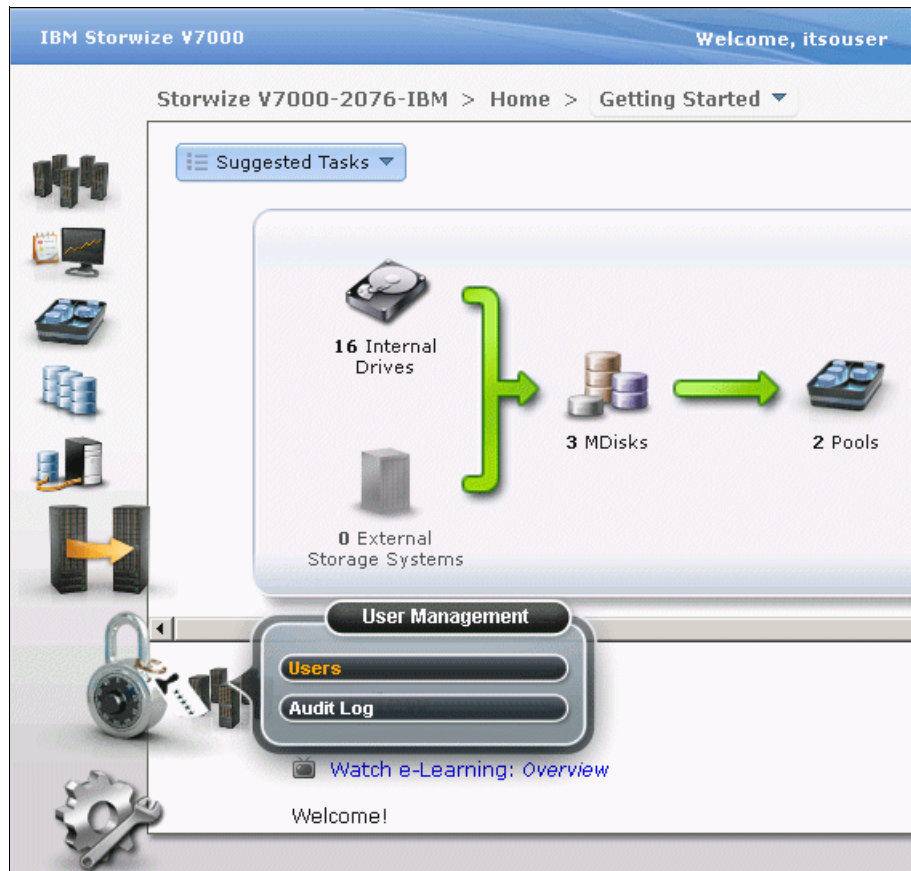 IBM Storwize V7000
Welcome, itsouser
Storwize V7000-2076-IBM > Home > Getting Started
Suggested Tasks
16 Internal
Drives
3 MDisks
2 Pools
0 External
Storage Systems
User Management
Users
Audit Log
Watch e-Learning: Overview
Welcome!